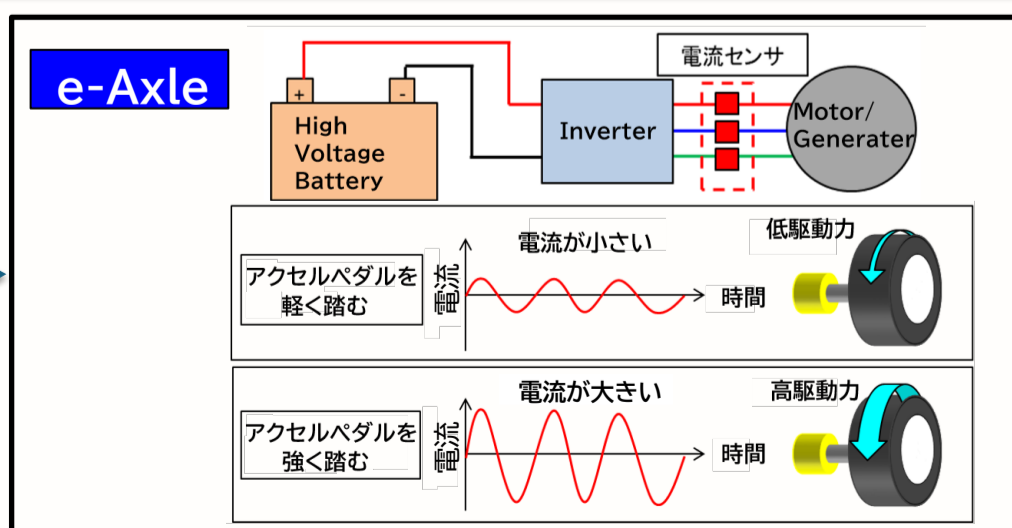 e-Axle
電流センサ
+
-
High
Voltage
Battery
Inverter
Motor/
Generater
アクセルペダルを
軽く踏む
電流
電流が小さい
時間
低駆動力
アクセルペダルを
強く踏む
電流
電流が大きい
時間
高駆動力